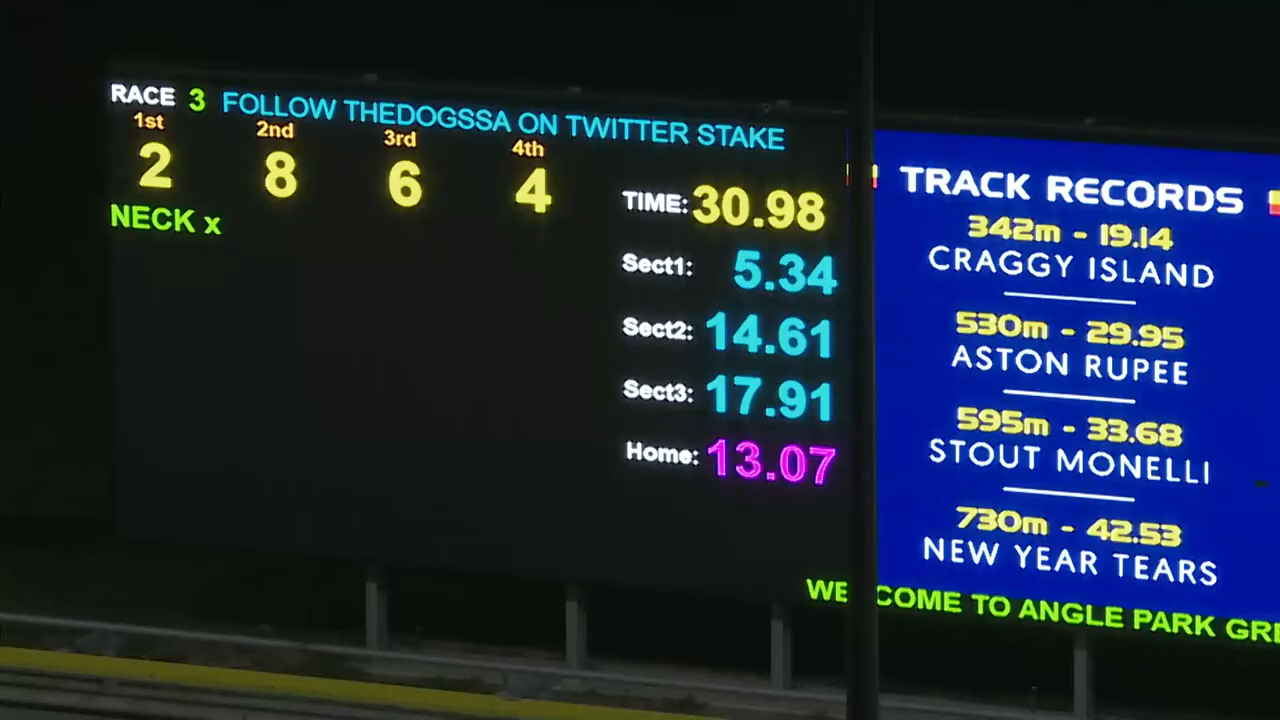 RACE 3 FOLLOW THEDOGSSA ON TWITTER STAKE
1st 2nd 3rd 4th
2 8 6 4
NECK x
TIME: 30.98
Sect1: 5.34
Sect2: 14.61
Sect3: 17.91
Home: 13.07
TRACK RECORDS
342m - 19.14
CRAGGY ISLAND
530m - 29.95
ASTON RUPEE
595m - 33.68
STOUT MONELLI
730m - 42.53
NEW YEAR TEARS
WELCOME TO ANGLE PARK GRE